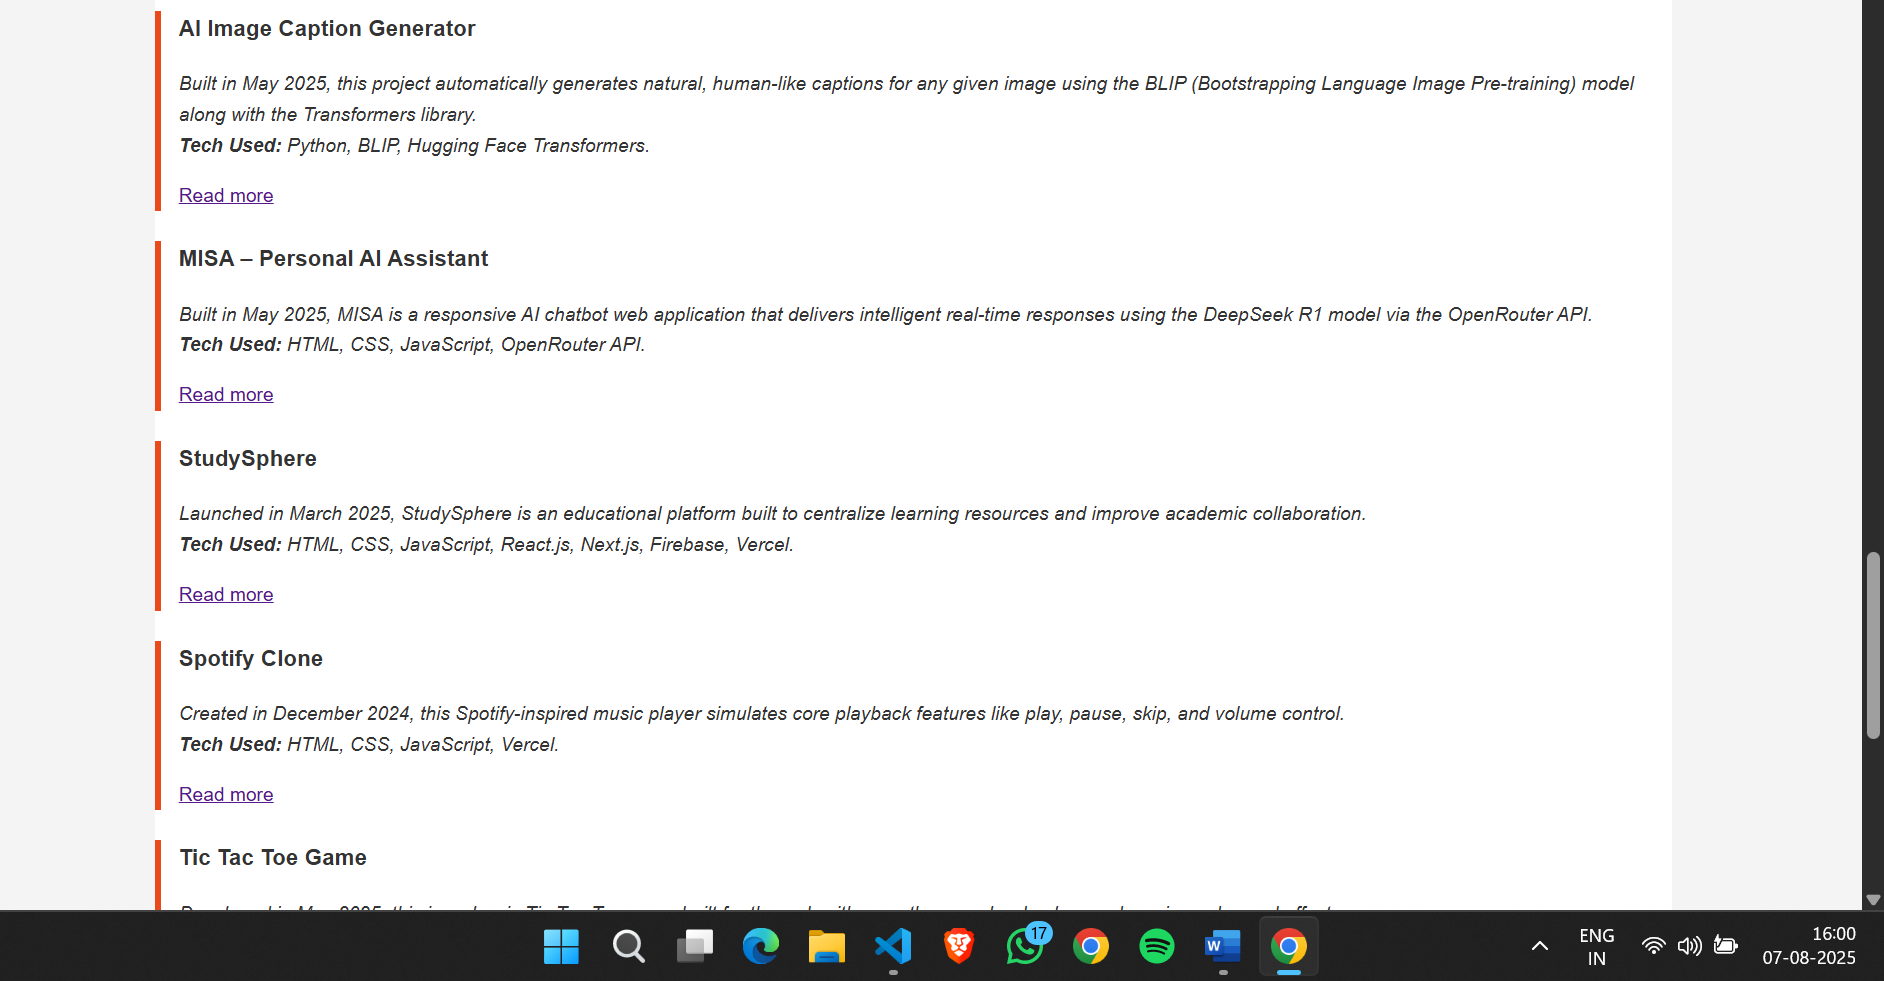 AI Image Caption Generator
Built in May 2025, this project automatically generates natural, human-like captions for any given image using the BLIP (Bootstrapping Language Image Pre-training) model
along with the Transformers library.
Tech Used: Python, BLIP, Hugging Face Transformers.
Read more
MISA – Personal AI Assistant
Built in May 2025, MISA is a responsive AI chatbot web application that delivers intelligent real-time responses using the DeepSeek R1 model via the OpenRouter API.
Tech Used: HTML, CSS, JavaScript, OpenRouter API.
Read more
StudySphere
Launched in March 2025, StudySphere is an educational platform built to centralize learning resources and improve academic collaboration.
Tech Used: HTML, CSS, JavaScript, React.js, Next.js, Firebase, Vercel.
Read more
Spotify Clone
Created in December 2024, this Spotify-inspired music player simulates core playback features like play, pause, skip, and volume control.
Tech Used: HTML, CSS, JavaScript, Vercel.
Read more
Tic Tac Toe Game
17
W
ENG
IN
16:00
07-08-2025